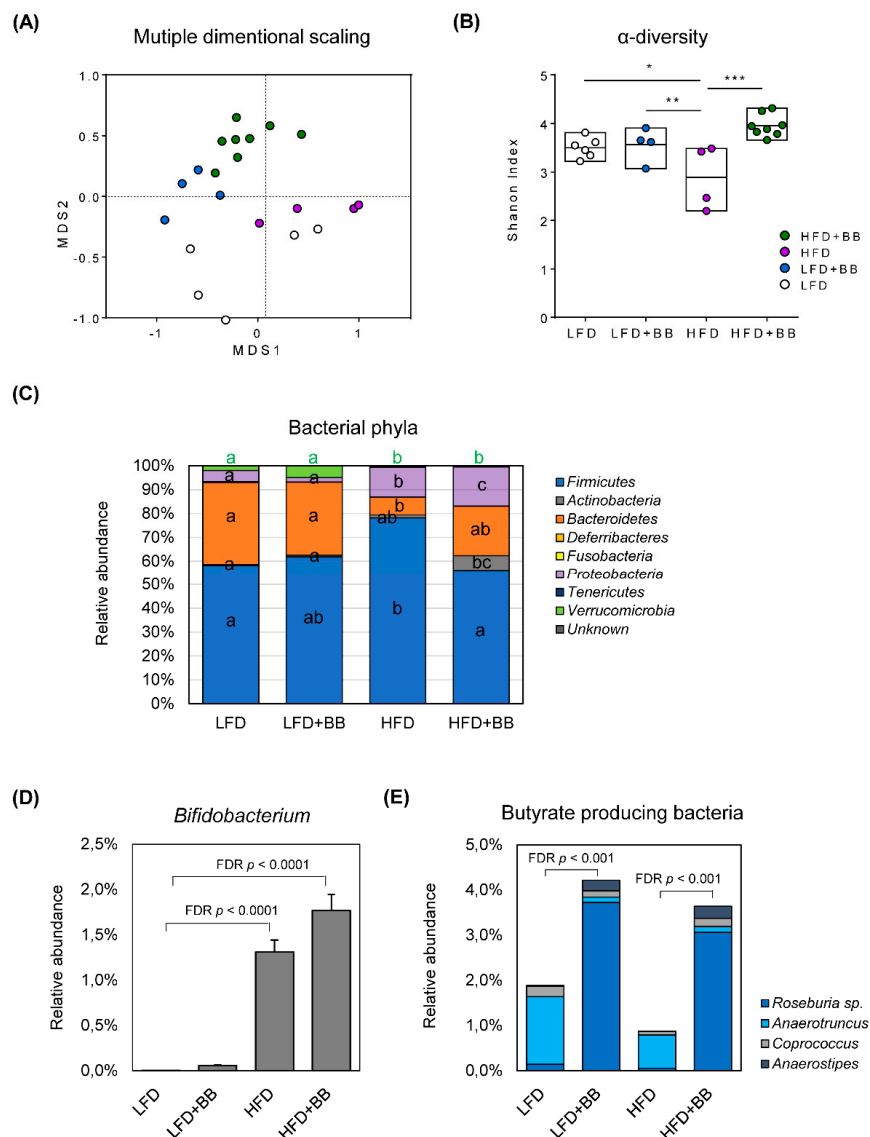 (A)
Mutiple dimentional scaling
1.0
0.5
0.0
-0.5
-1.0
MDS2
-1
0
1
MDS1
(B)
α-diversity
*
**
***
5
4
3
2
1
0
Shanon Index
HFD+BB
HFD
LFD+BB
LFD
LFD
LFD+BB
HFD
HFD+BB
(C)
Bacterial phyla
a a b b
100%
90%
80%
70%
60%
50%
40%
30%
20%
10%
0%
Relative abundance
a a b c
a a b ab
a a ab bc
a ab b a
LFD
LFD+BB
HFD
HFD+BB
Firmicutes
Actinobacteria
Bacteroidetes
Deferribacteres
Fusobacteria
Proteobacteria
Tenericutes
Verrucomicrobia
Unknown
(D)
Bifidobacterium
2,5%
2,0%
1,5%
1,0%
0,5%
0,0%
Relative abundance
FDR p < 0.0001
FDR p < 0.0001
LFD
LFD+BB
HFD
HFD+BB
(E)
Butyrate producing bacteria
5,0%
4,0%
3,0%
2,0%
1,0%
0,0%
Relative abundance
FDR p < 0.001
FDR p < 0.001
LFD
LFD+BB
HFD
HFD+BB
Roseburia sp.
Anaerotruncus
Coprococcus
Anaerostipes